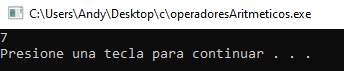 C:\Users\Andy\Desktop\c\operadoresAritmeticos.exe
7
Presione una tecla para continuar . . .